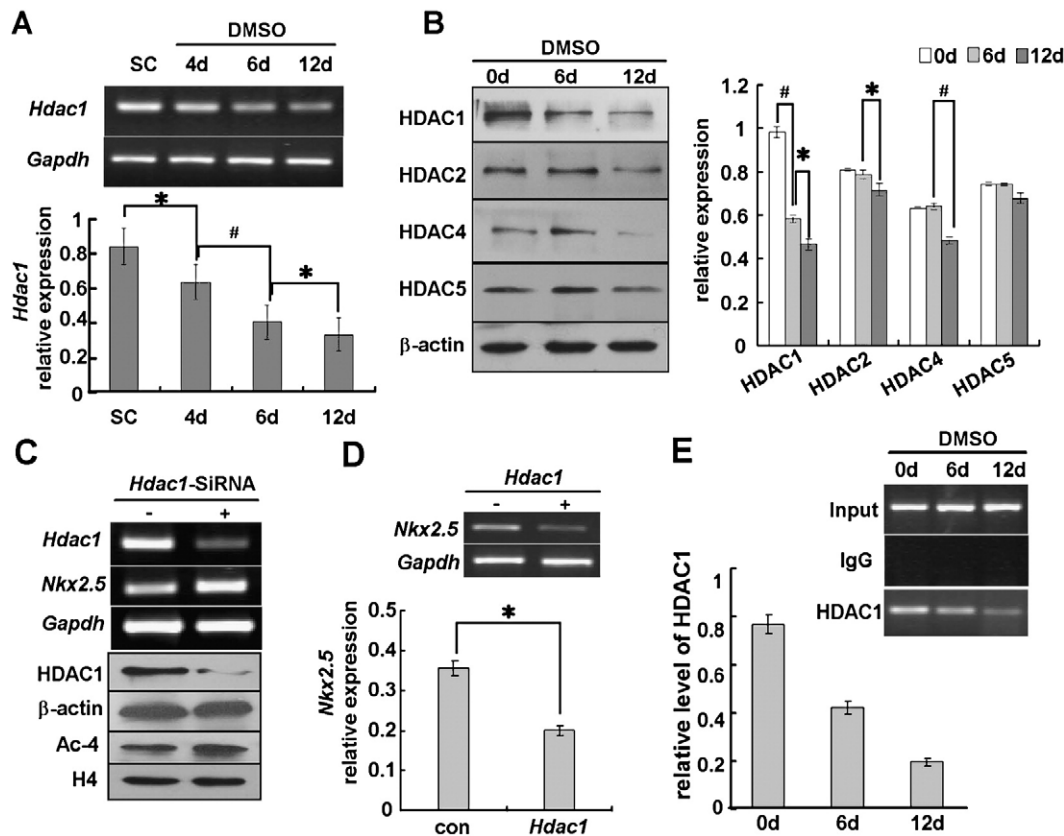 A
DMSO
SC 4d 6d 12d
Hdac1
Gapdh
* # *
1
0.8
0.6
0.4
0.2
0
Hdac1
relative expression
SC 4d 6d 12d
B
DMSO
0d 6d 12d
HDAC1
HDAC2
HDAC4
HDAC5
β-actin
0d 6d 12d
# * * #
1.2
1
0.8
0.6
0.4
0.2
0
relative expression
HDAC1 HDAC2 HDAC4 HDAC5
C
Hdac1-SiRNA
- +
Hdac1
Nkx2.5
Gapdh
HDAC1
β-actin
Ac-4
H4
D
Hdac1
- +
Nkx2.5
Gapdh
*
0.5
0.4
0.3
0.2
0.1
0
Nkx2.5
relative expression
con Hdac1
E
DMSO
0d 6d 12d
Input
IgG
HDAC1
0.8
0.6
0.4
0.2
0
relative level of HDAC1
0d 6d 12d